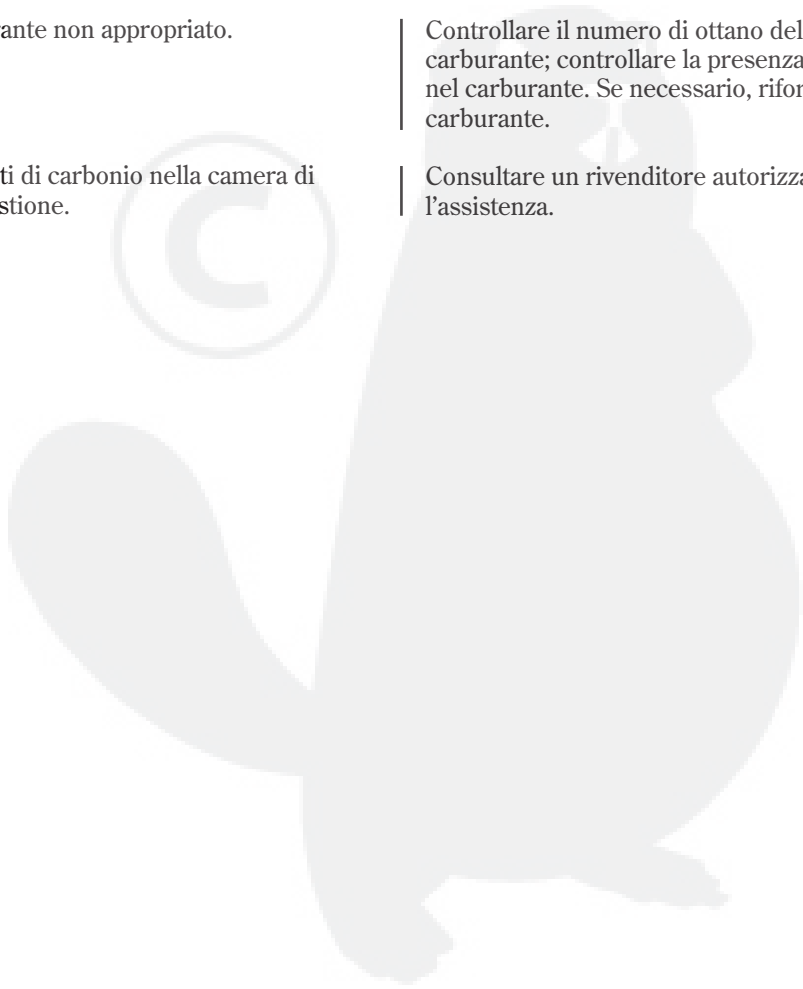 rante non appropriato.
Controllare il numero di ottano del
carburante; controllare la presenza
nel carburante. Se necessario, rifor
carburante.
ti di carbonio nella camera di
stione.
Consultare un rivenditore autorizza
l'assistenza.
©